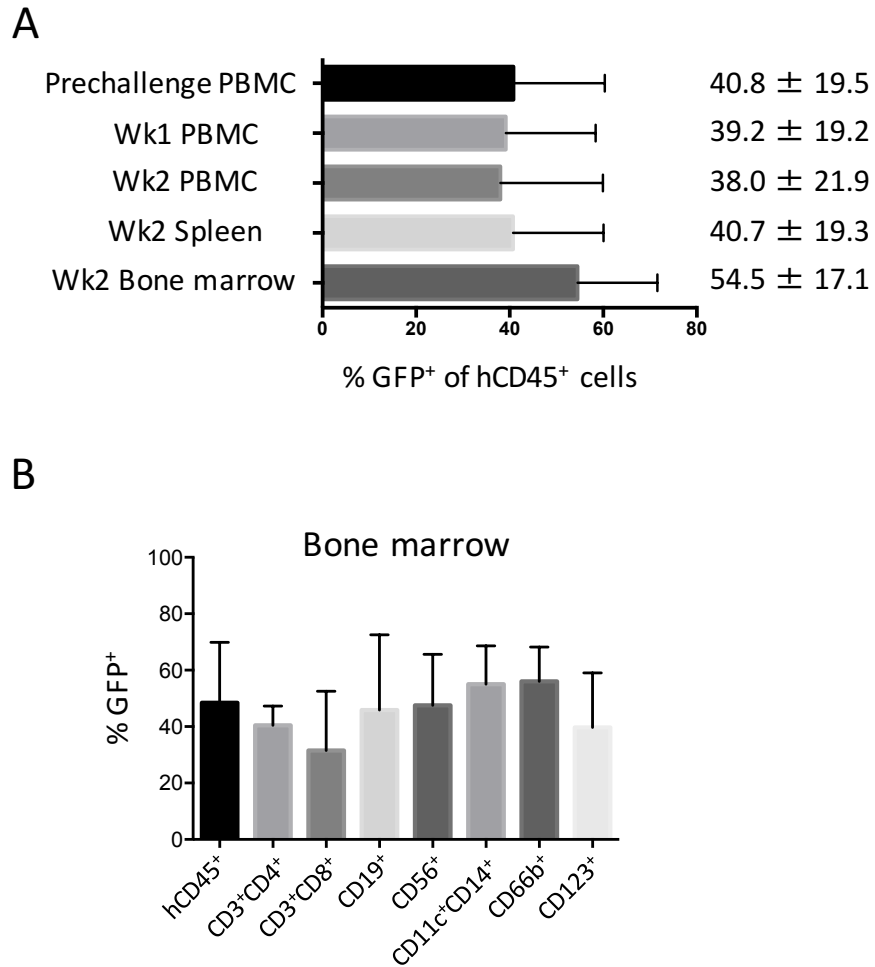 A
Prechallenge PBMC 40.8 ± 19.5
Wk1 PBMC 39.2 ± 19.2
Wk2 PBMC 38.0 ± 21.9
Wk2 Spleen 40.7 ± 19.3
Wk2 Bone marrow 54.5 ± 17.1
0 20 40 60 80
% GFP⁺ of hCD45⁺ cells
B
Bone marrow
100
80
60
40
20
0
% GFP⁺
hCD45⁺
CD3⁺CD4⁺
CD3⁺CD8⁺
CD19⁺
CD56⁺
CD11c⁺CD14⁺
CD66b⁺
CD123⁺